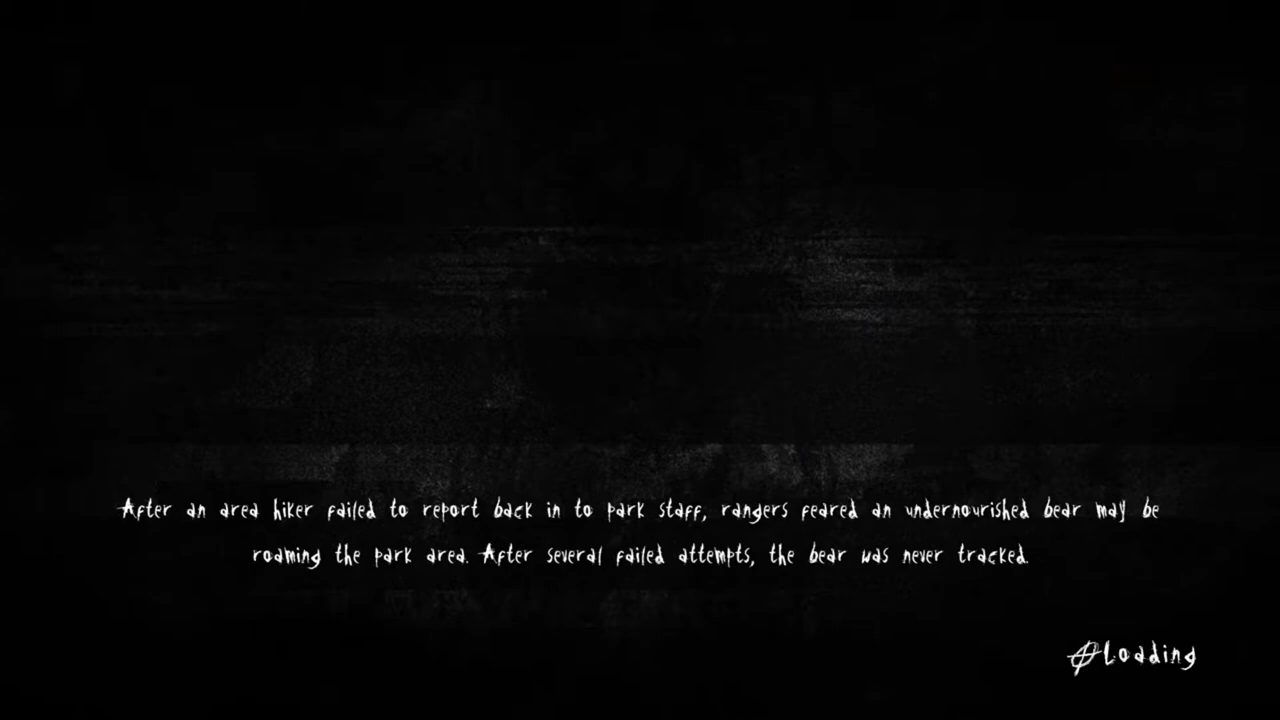 After an area hiker failed to report back in to park staff, rangers feared an undernourished bear may be
roaming the park area. After several failed attempts, the bear was never tracked.
Loading